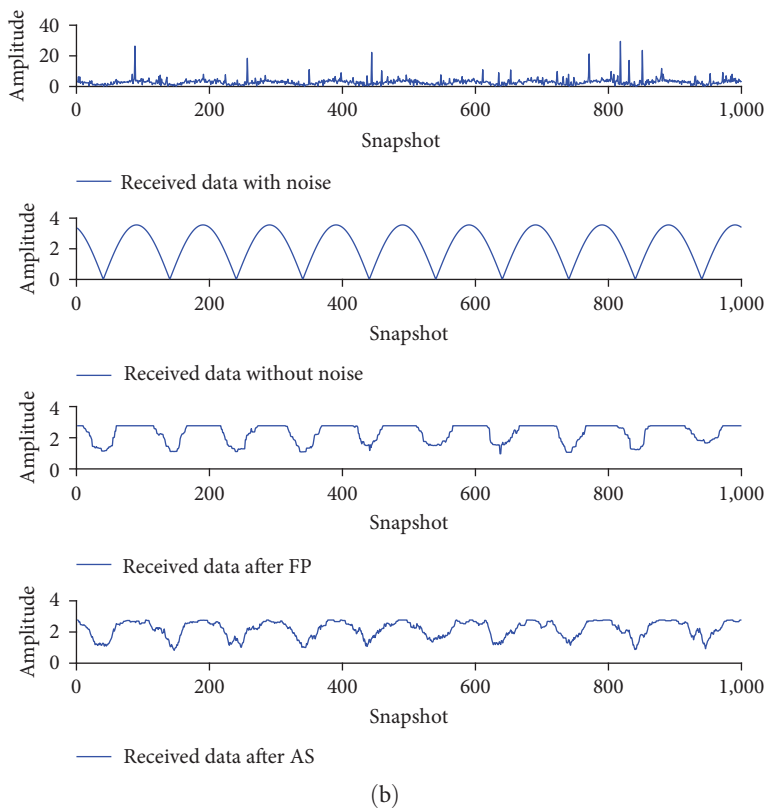 Amplitude
40
20
0
0 200 400 600 800 1,000
Snapshot
Received data with noise
Amplitude
4
2
0
0 200 400 600 800 1,000
Snapshot
Received data without noise
Amplitude
4
2
0
0 200 400 600 800 1,000
Snapshot
Received data after FP
Amplitude
4
2
0
0 200 400 600 800 1,000
Snapshot
Received data after AS
(b)